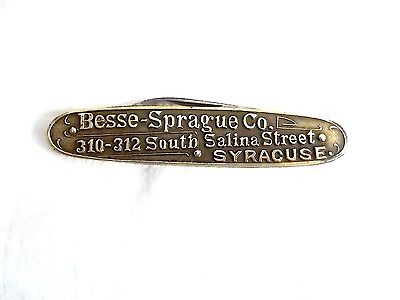 Besse-Sprague Co.
310-312 South Salina Street.
SYRACUSE.